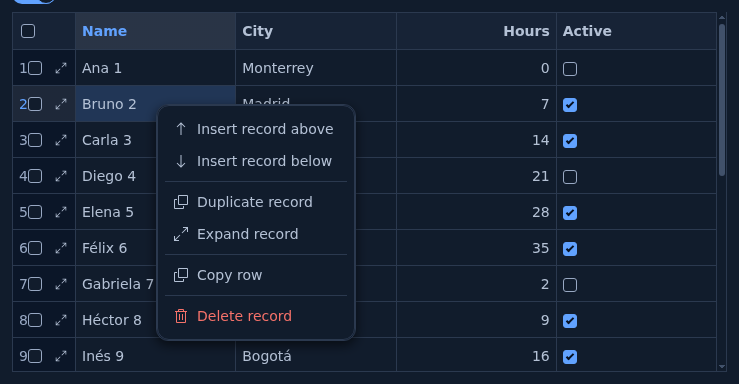 Name City Hours Active
1 Ana 1 Monterrey 0
2 Bruno 2 Madrid 7
Insert record above
3 Carla 3 14
Insert record below
4 Diego 4 21
Duplicate record
5 Elena 5 28
Expand record
6 Félix 6 35
Copy row
7 Gabriela 7 2
Delete record
8 Héctor 8 9
9 Inés 9 Bogotá 16